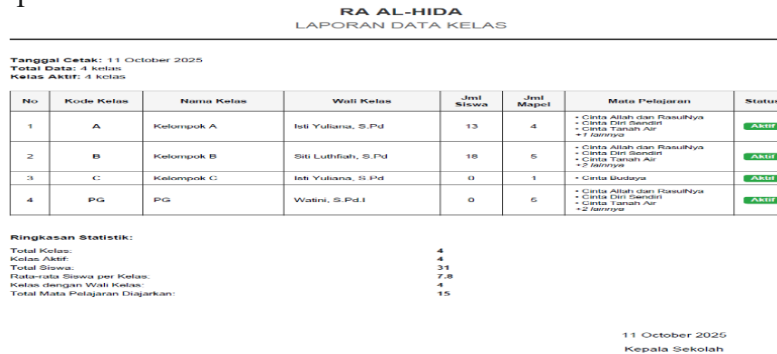 RA AL-HIDA
LAPORAN DATA KELAS
Tanggal Cetak: 11 October 2025
Total Data: 4 kelas
Kelas Aktif: 4 kelas
No Kode Kelas Nama Kelas Wali Kelas Jml Siswa Jml Mapel Mata Pelajaran Status
1 A Kelompok A Isti Yuliana, S.Pd 13 4 • Cinta Allah dan RasulNya Aktif
• Cinta Diri Sendiri
• Cinta Tanah Air
+1 lainnya
2 B Kelompok B Siti Luthfiah, S.Pd 18 5 • Cinta Allah dan RasulNya Aktif
• Cinta Diri Sendiri
• Cinta Tanah Air
+2 lainnya
3 C Kelompok C Isti Yuliana, S.Pd 0 1 • Cinta Budaya Aktif
4 PG PG Watini, S.Pd.I 0 5 • Cinta Allah dan RasulNya Aktif
• Cinta Diri Sendiri
• Cinta Tanah Air
+2 lainnya
Ringkasan Statistik:
Total Kelas: 4
Kelas Aktif: 4
Total Siswa: 31
Rata-rata Siswa per Kelas: 7.8
Kelas dengan Wali Kelas: 4
Total Mata Pelajaran Diajarkan: 15
11 October 2025
Kepala Sekolah